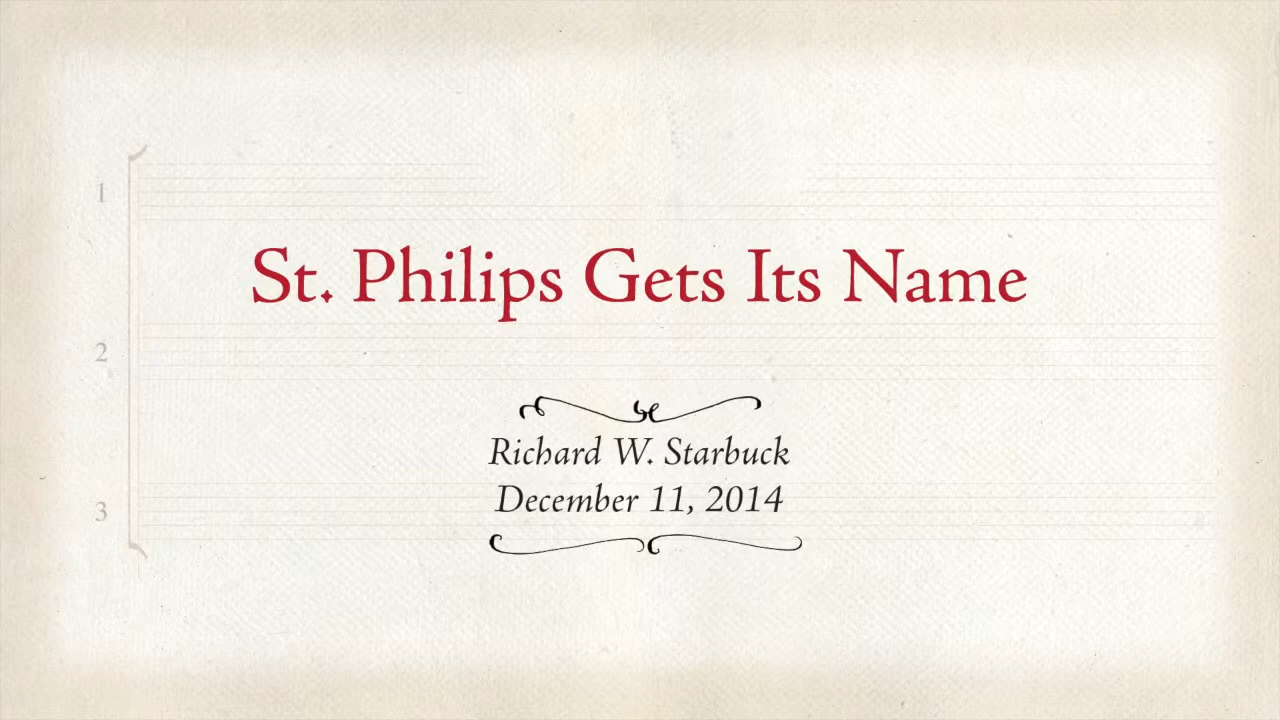 1
St. Philips Gets Its Name
2
Richard W. Starbuck
December 11, 2014
3